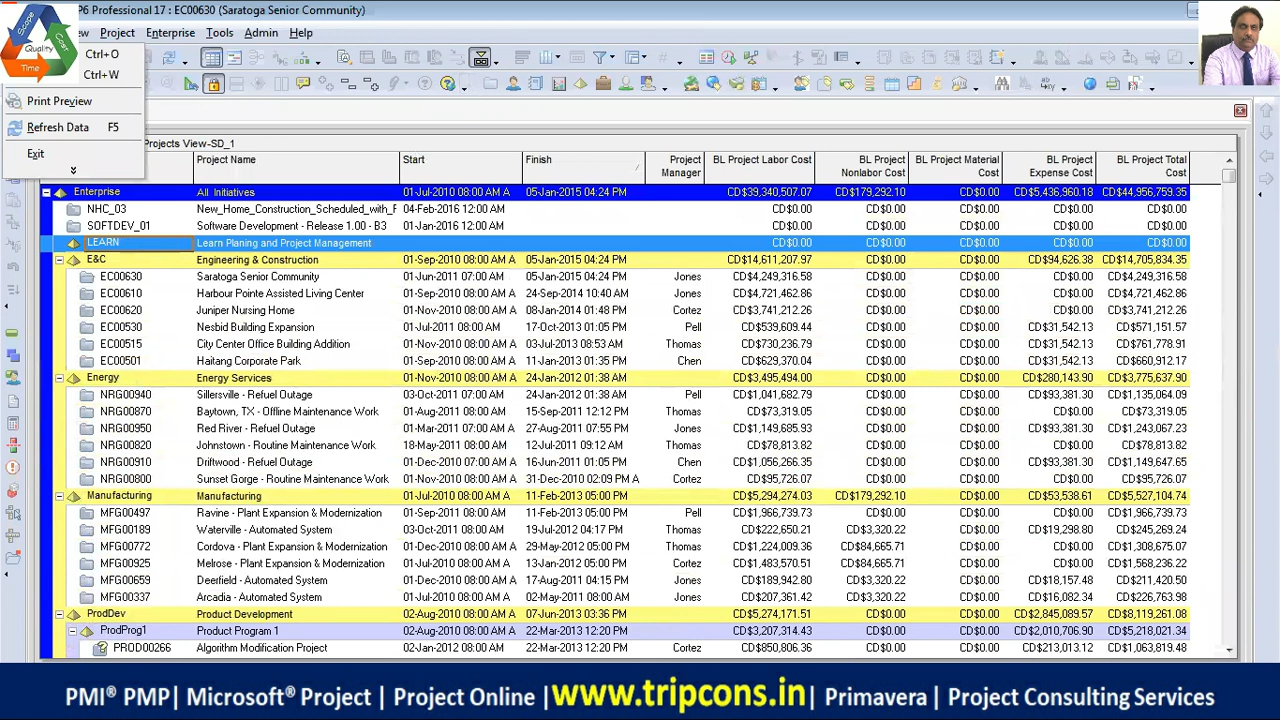 P6 Professional 17 : EC00630 (Saratoga Senior Community)
Scope
Quality
Cost
Time
Project Enterprise Tools Admin Help
Ctrl+O
Ctrl+W
Print Preview
Refresh Data F5
Exit
Projects View-SD_1
Project Name Start Finish Project Manager BL Project Labor Cost BL Project Nonlabor Cost BL Project Material Cost BL Project Expense Cost BL Project Total Cost
Enterprise All Initiatives 01-Jul-2010 08:00 AM A 05-Jan-2015 04:24 PM CD$39,340,507.07 CD$179,292.10 CD$0.00 CD$5,436,960.18 CD$44,956,759.35
NHC_03 New_Home_Construction_Scheduled_with_F 04-Feb-2016 12:00 AM CD$0.00 CD$0.00 CD$0.00 CD$0.00 CD$0.00
SOFTDEV_01 Software Development - Release 1.00 - B3 01-Jan-2016 12:00 AM CD$0.00 CD$0.00 CD$0.00 CD$0.00 CD$0.00
LEARN Learn Planing and Project Management CD$0.00 CD$0.00 CD$0.00 CD$0.00 CD$0.00
E&C Engineering & Construction 01-Sep-2010 08:00 AM A 05-Jan-2015 04:24 PM CD$14,611,207.97 CD$0.00 CD$0.00 CD$94,626.38 CD$14,705,834.35
EC00630 Saratoga Senior Community 01-Sep-2010 08:00 AM A 05-Jan-2015 04:24 PM Jones CD$4,249,316.58 CD$0.00 CD$0.00 CD$0.00 CD$4,249,316.58
EC00610 Harbour Pointe Assisted Living Center 01-Sep-2010 08:00 AM A 24-Sep-2014 10:40 AM Jones CD$4,721,462.86 CD$0.00 CD$0.00 CD$0.00 CD$4,721,462.86
EC00620 Juniper Nursing Home 01-Nov-2010 08:00 AM A 08-Jan-2014 01:48 PM Cortez CD$3,741,212.26 CD$0.00 CD$0.00 CD$0.00 CD$3,741,212.26
EC00530 Nesbid Building Expansion 01-Jul-2011 08:00 AM 17-Oct-2013 01:05 PM Pell CD$539,609.44 CD$0.00 CD$0.00 CD$31,542.13 CD$571,151.57
EC00515 City Center Office Building Addition 01-Jun-2011 08:00 AM 03-Jul-2013 08:53 AM Thomas CD$730,236.79 CD$0.00 CD$0.00 CD$31,542.13 CD$761,778.91
EC00501 Haitang Corporate Park 01-Sep-2010 08:00 AM A 11-Jan-2013 01:35 PM Chen CD$629,370.04 CD$0.00 CD$0.00 CD$31,542.13 CD$660,912.17
Energy Energy Services 01-Nov-2010 08:00 AM A 24-Jan-2012 01:38 AM CD$3,495,494.00 CD$0.00 CD$0.00 CD$280,143.90 CD$3,775,637.90
NRG00940 Sillersville - Refuel Outage 03-Oct-2011 07:00 AM 24-Jan-2012 01:38 AM Pell CD$1,041,682.79 CD$0.00 CD$0.00 CD$93,381.30 CD$1,135,064.09
NRG00870 Baytown, TX - Offline Maintenance Work 01-Aug-2011 08:00 AM 15-Sep-2011 12:12 PM Thomas CD$73,319.05 CD$0.00 CD$0.00 CD$0.00 CD$73,319.05
NRG00950 Red River - Refuel Outage 01-Mar-2011 07:00 AM 27-Aug-2011 07:55 PM Jones CD$1,149,685.93 CD$0.00 CD$0.00 CD$93,381.30 CD$1,243,067.23
NRG00820 Johnstown - Routine Maintenance Work 18-May-2011 08:00 AM 12-Jul-2011 09:12 AM Thomas CD$78,813.82 CD$0.00 CD$0.00 CD$0.00 CD$78,813.82
NRG00910 Driftwood - Refuel Outage 01-Dec-2010 07:00 AM A 16-Jun-2011 01:05 PM Chen CD$1,056,266.35 CD$0.00 CD$0.00 CD$93,381.30 CD$1,149,647.65
NRG00800 Sunset Gorge - Routine Maintenance Work 01-Nov-2010 08:00 AM A 31-Dec-2010 02:09 PM A Cortez CD$95,726.07 CD$0.00 CD$0.00 CD$0.00 CD$95,726.07
Manufacturing Manufacturing 01-Jul-2010 08:00 AM A 11-Feb-2013 05:00 PM CD$5,294,274.03 CD$179,292.10 CD$0.00 CD$53,538.61 CD$5,527,104.74
MFG00497 Ravine - Plant Expansion & Modernization 01-Sep-2011 08:00 AM 11-Feb-2013 05:00 PM Pell CD$1,966,739.73 CD$0.00 CD$0.00 CD$0.00 CD$1,966,739.73
MFG00189 Waterville - Automated System 03-Oct-2011 08:00 AM 19-Jul-2012 04:17 PM Thomas CD$222,650.21 CD$3,320.22 CD$0.00 CD$19,298.80 CD$245,269.24
MFG00772 Cordova - Plant Expansion & Modernization 01-Dec-2010 08:00 AM A 29-May-2012 05:00 PM Thomas CD$1,224,009.36 CD$84,665.71 CD$0.00 CD$0.00 CD$1,308,675.07
MFG00925 Melrose - Plant Expansion & Modernization 01-Sep-2010 08:00 AM A 13-Jan-2012 05:00 PM Cortez CD$1,483,570.51 CD$84,665.71 CD$0.00 CD$0.00 CD$1,568,236.22
MFG00659 Deerfield - Automated System 01-Dec-2010 08:00 AM A 17-Aug-2011 04:15 PM Jones CD$189,942.80 CD$3,320.22 CD$0.00 CD$18,157.48 CD$211,420.50
MFG00337 Arcadia - Automated System 01-Jul-2010 08:00 AM A 02-May-2011 05:00 PM Jones CD$207,361.42 CD$3,320.22 CD$0.00 CD$16,082.34 CD$226,763.98
ProdDev Product Development 02-Aug-2010 08:00 AM A 07-Jun-2013 03:36 PM CD$5,274,171.51 CD$0.00 CD$0.00 CD$2,845,089.57 CD$8,119,261.08
ProdProg1 Product Program 1 02-Aug-2010 08:00 AM A 22-Mar-2013 12:20 PM CD$3,207,314.43 CD$0.00 CD$0.00 CD$2,010,706.90 CD$5,218,021.34
PROD00266 Algorithm Modification Project 02-Jan-2012 08:00 AM 22-Mar-2013 12:20 PM Cortez CD$850,806.36 CD$0.00 CD$0.00 CD$213,013.12 CD$1,063,819.48
PMI® PMP| Microsoft® Project | Project Online |www.tripcons.in| Primavera | Project Consulting Services